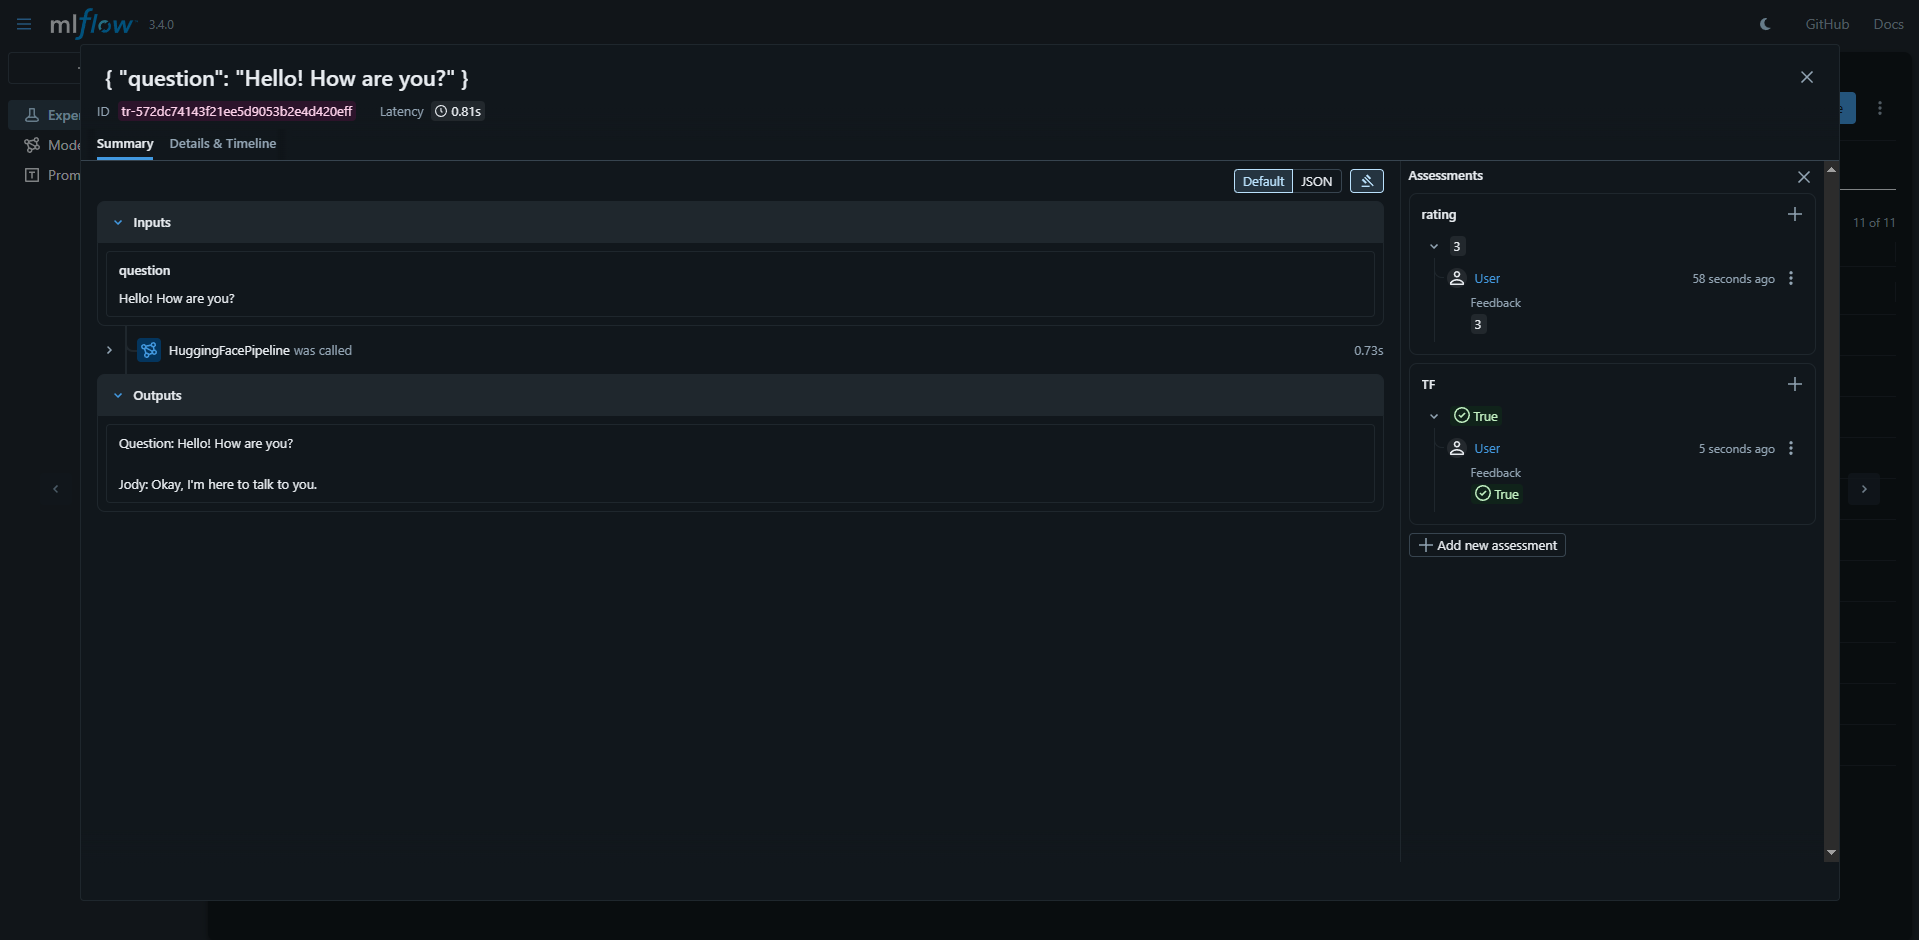 mlflow 3.4.0
GitHub Docs
{ "question": "Hello! How are you?" }
ID tr-572dc74143f21ee5d9053b2e4d420eff Latency 0.81s
Summary Details & Timeline
Default JSON
Inputs
question
Hello! How are you?
HuggingFacePipeline was called 0.73s
Outputs
Question: Hello! How are you?
Jody: Okay, I'm here to talk to you.
Assessments
rating
3
User 58 seconds ago
Feedback
3
TF
True
User 5 seconds ago
Feedback
True
Add new assessment
Expe
Mode
Prom
11 of 11